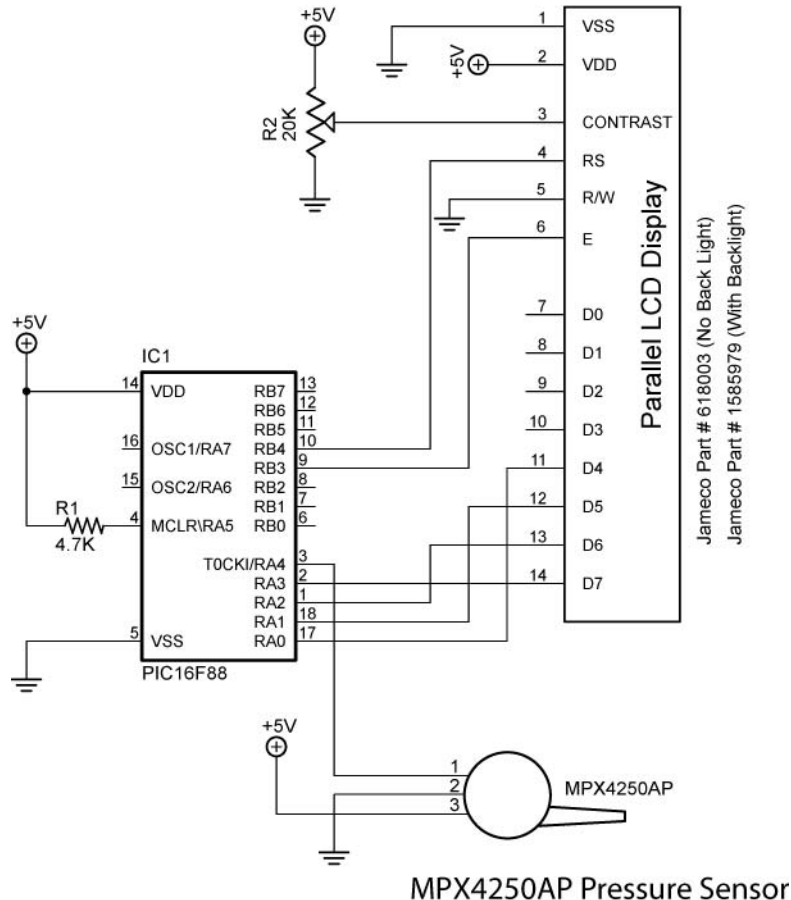 +5V
R2
20K
1
VSS
+5V
2
VDD
3
CONTRAST
4
RS
5
R/W
6
E
7
D0
8
D1
9
D2
10
D3
11
D4
12
D5
13
D6
14
D7
Parallel LCD Display
Jameco Part # 618003 (No Back Light)
Jameco Part # 1585979 (With Backlight)
+5V
IC1
14
VDD
16
OSC1/RA7
15
OSC2/RA6
R1
4.7K
4
MCLR\RA5
5
VSS
RB7
13
RB6
12
RB5
11
RB4
10
RB3
9
RB2
8
RB1
7
RB0
6
T0CKI/RA4
3
RA3
2
RA2
1
RA1
18
RA0
17
PIC16F88
+5V
1
2
3
MPX4250AP
MPX4250AP Pressure Sensor